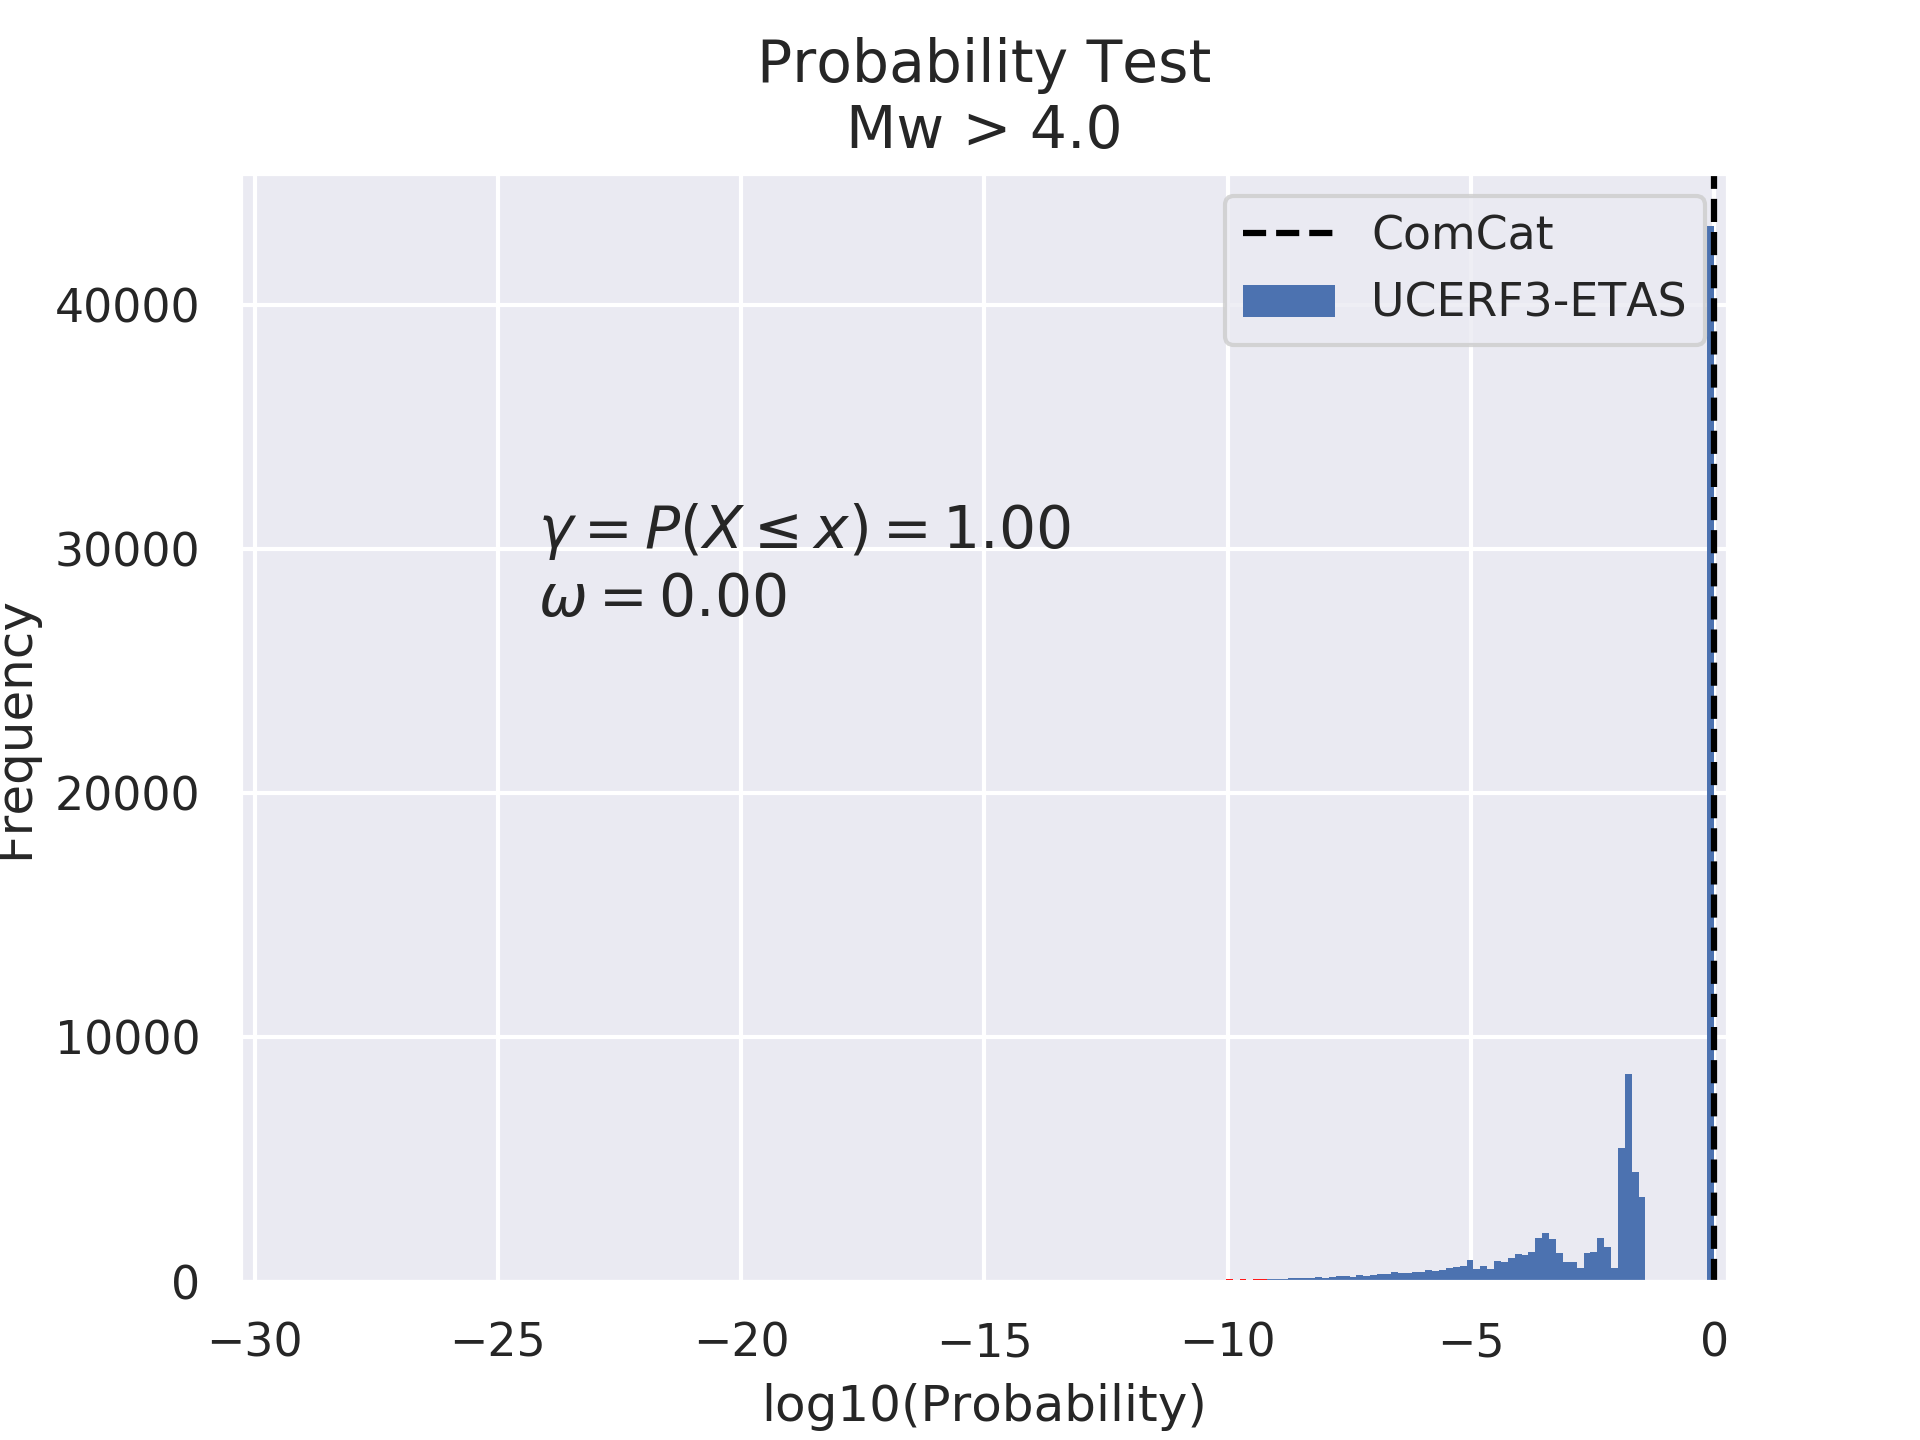 Probability Test
Mw > 4.0
ComCat
UCERF3-ETAS
γ = P(X ≤ x) = 1.00
ω = 0.00
Frequency
40000
30000
20000
10000
0
−30 −25 −20 −15 −10 −5 0
log10(Probability)